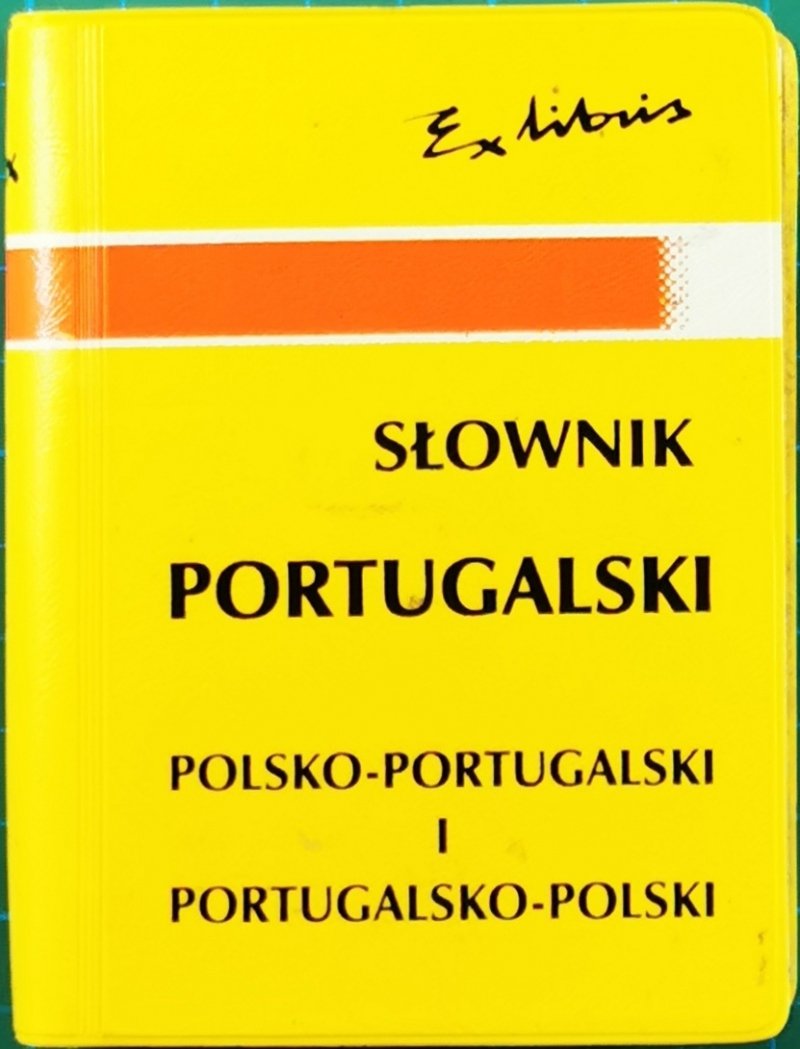 Ex libris
x
SŁOWNIK
PORTUGALSKI
POLSKO-PORTUGALSKI
I
PORTUGALSKO-POLSKI